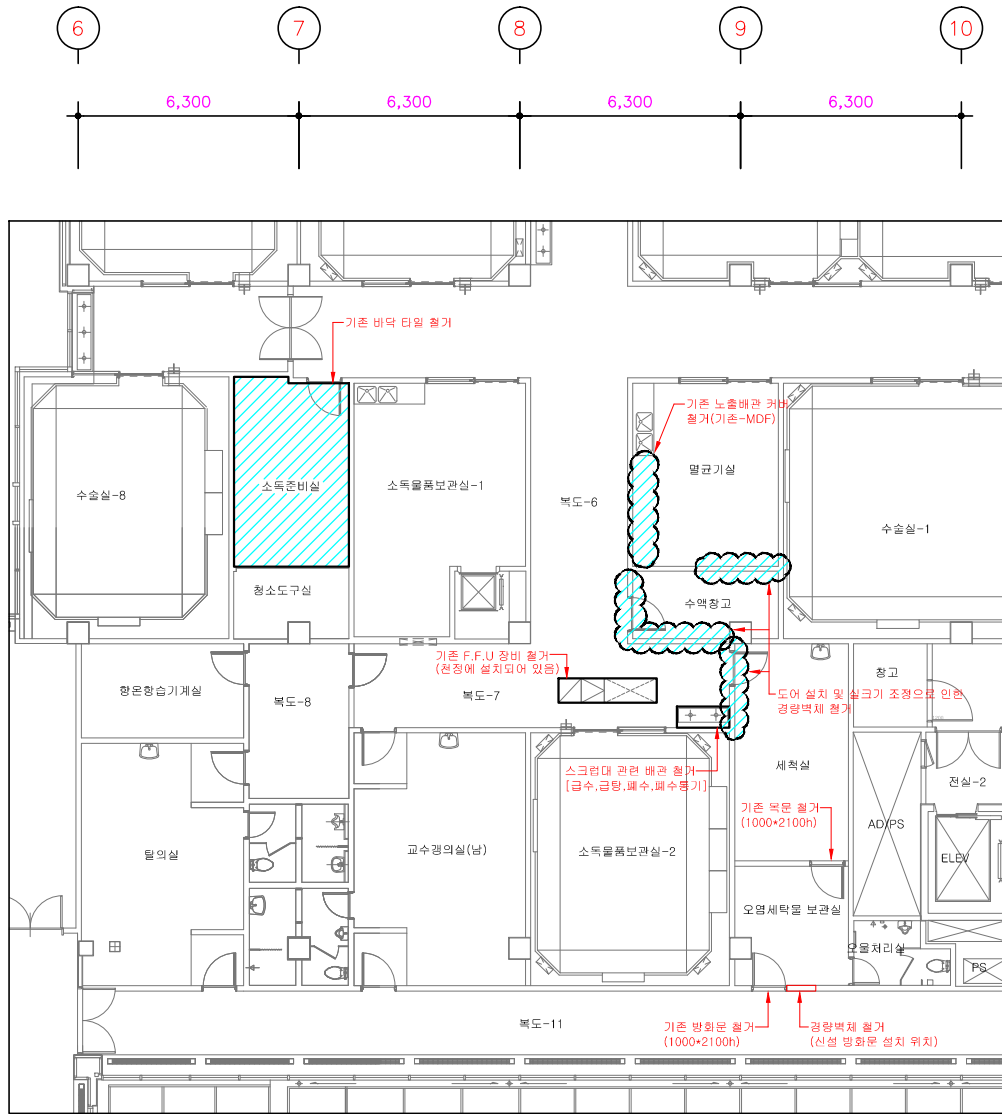 6 7 8 9 10
6,300 6,300 6,300 6,300
기존 바닥 타일 철거
기존 노출배관 커버
철거(기존-MDF)
멸균기실
수술실-8
소독준비실
소독물품보관실-1
복도-6
수술실-1
청소도구실
수액창고
기존 F.F.U 장비 철거
(천정에 설치되어 있음)
항온항습기계실
복도-8
복도-7
창고
도어 설치 및 실크기 조정으로 인한
경량벽체 철거
세척실
스크럽대 관련 배관 철거
[급수,급탕,폐수,폐수통기]
전실-2
기존 목문 철거
(1000*2100h)
AD/PS
탈의실
교수갱의실(남)
소독물품보관실-2
ELEV
오염세탁물 보관실
오물처리실
PS
복도-11
기존 방화문 철거
(1000*2100h)
경량벽체 철거
(신설 방화문 설치 위치)